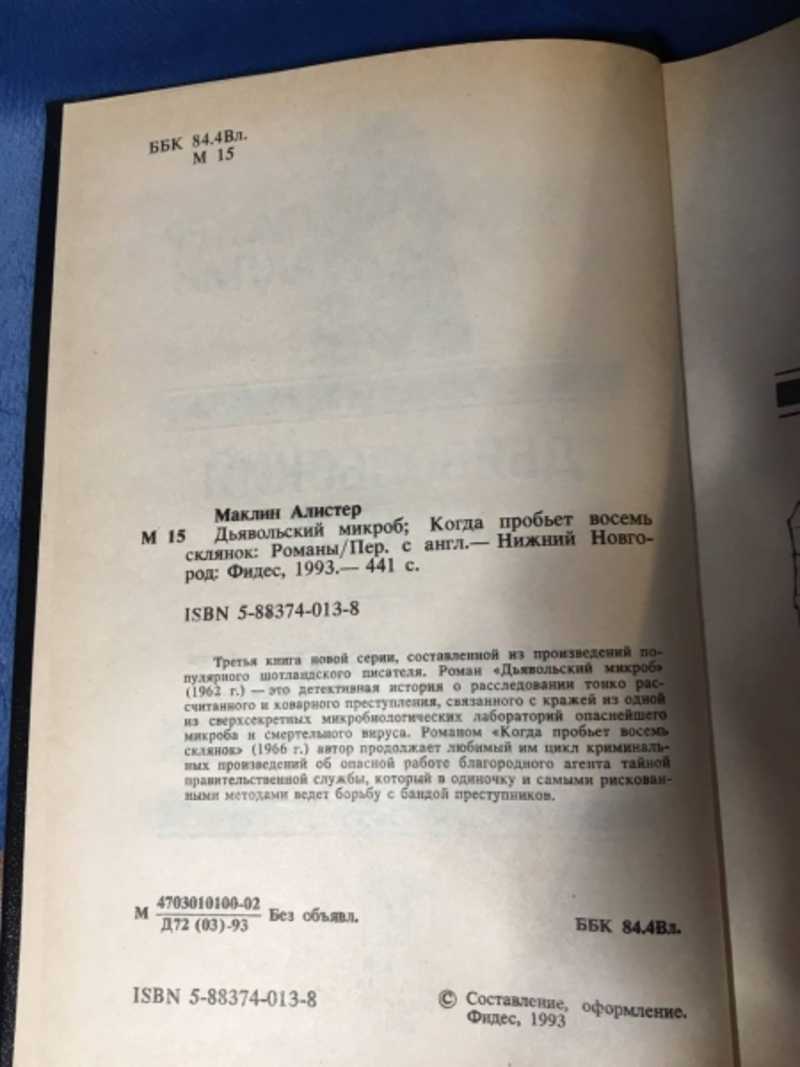 ББК 84.4Вл.
М 15
Маклин Алистер
М 15 Дьявольский микроб; Когда пробьет восемь
склянок: Романы/Пер. с англ.— Нижний Новго-
род: Фидес, 1993.— 441 с.
ISBN 5-88374-013-8
Третья книга новой серии, составленной из произведений по-
пулярного шотландского писателя. Роман «Дьявольский микроб»
(1962 г.) — это детективная история о расследовании тонко рас-
считанного и коварного преступления, связанного с кражей из одной
из сверхсекретных микробиологических лабораторий опаснейшего
микроба и смертельного вируса. Романом «Когда пробьет восемь
склянок» (1966 г.) автор продолжает любимый им цикл криминаль-
ных произведений об опасной работе благородного агента тайной
правительственной службы, который в одиночку и самыми рискован-
ными методами ведет борьбу с бандой преступников.
М 4703010100-02 Без объявл.
Д72 (03)-93
ББК 84.4Вл.
ISBN 5-88374-013-8
© Составление, оформление.
Фидес, 1993